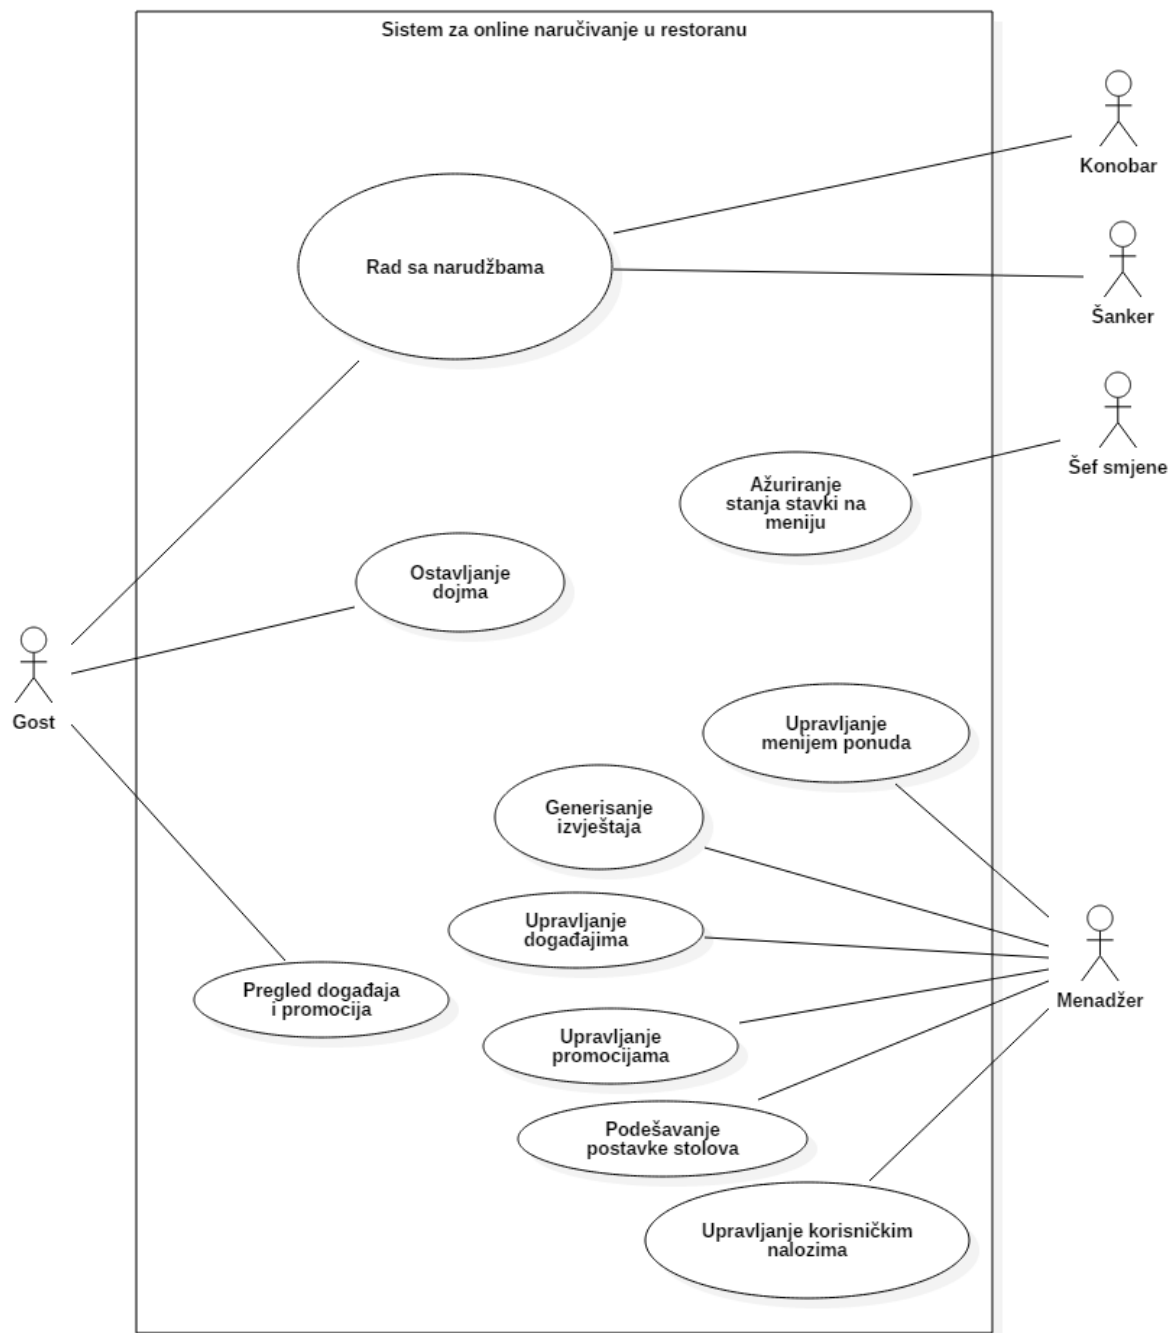 Sistem za online naručivanje u restoranu
Konobar
Rad sa narudžbama
Šanker
Šef smjene
Ažuriranje
stanja stavki na
meniju
Ostavljanje
dojma
Gost
Upravljanje
menijem ponuda
Generisanje
izvještaja
Upravljanje
događajima
Pregled događaja
i promocija
Menadžer
Upravljanje
promocijama
Podešavanje
postavke stolova
Upravljanje korisničkim
nalozima